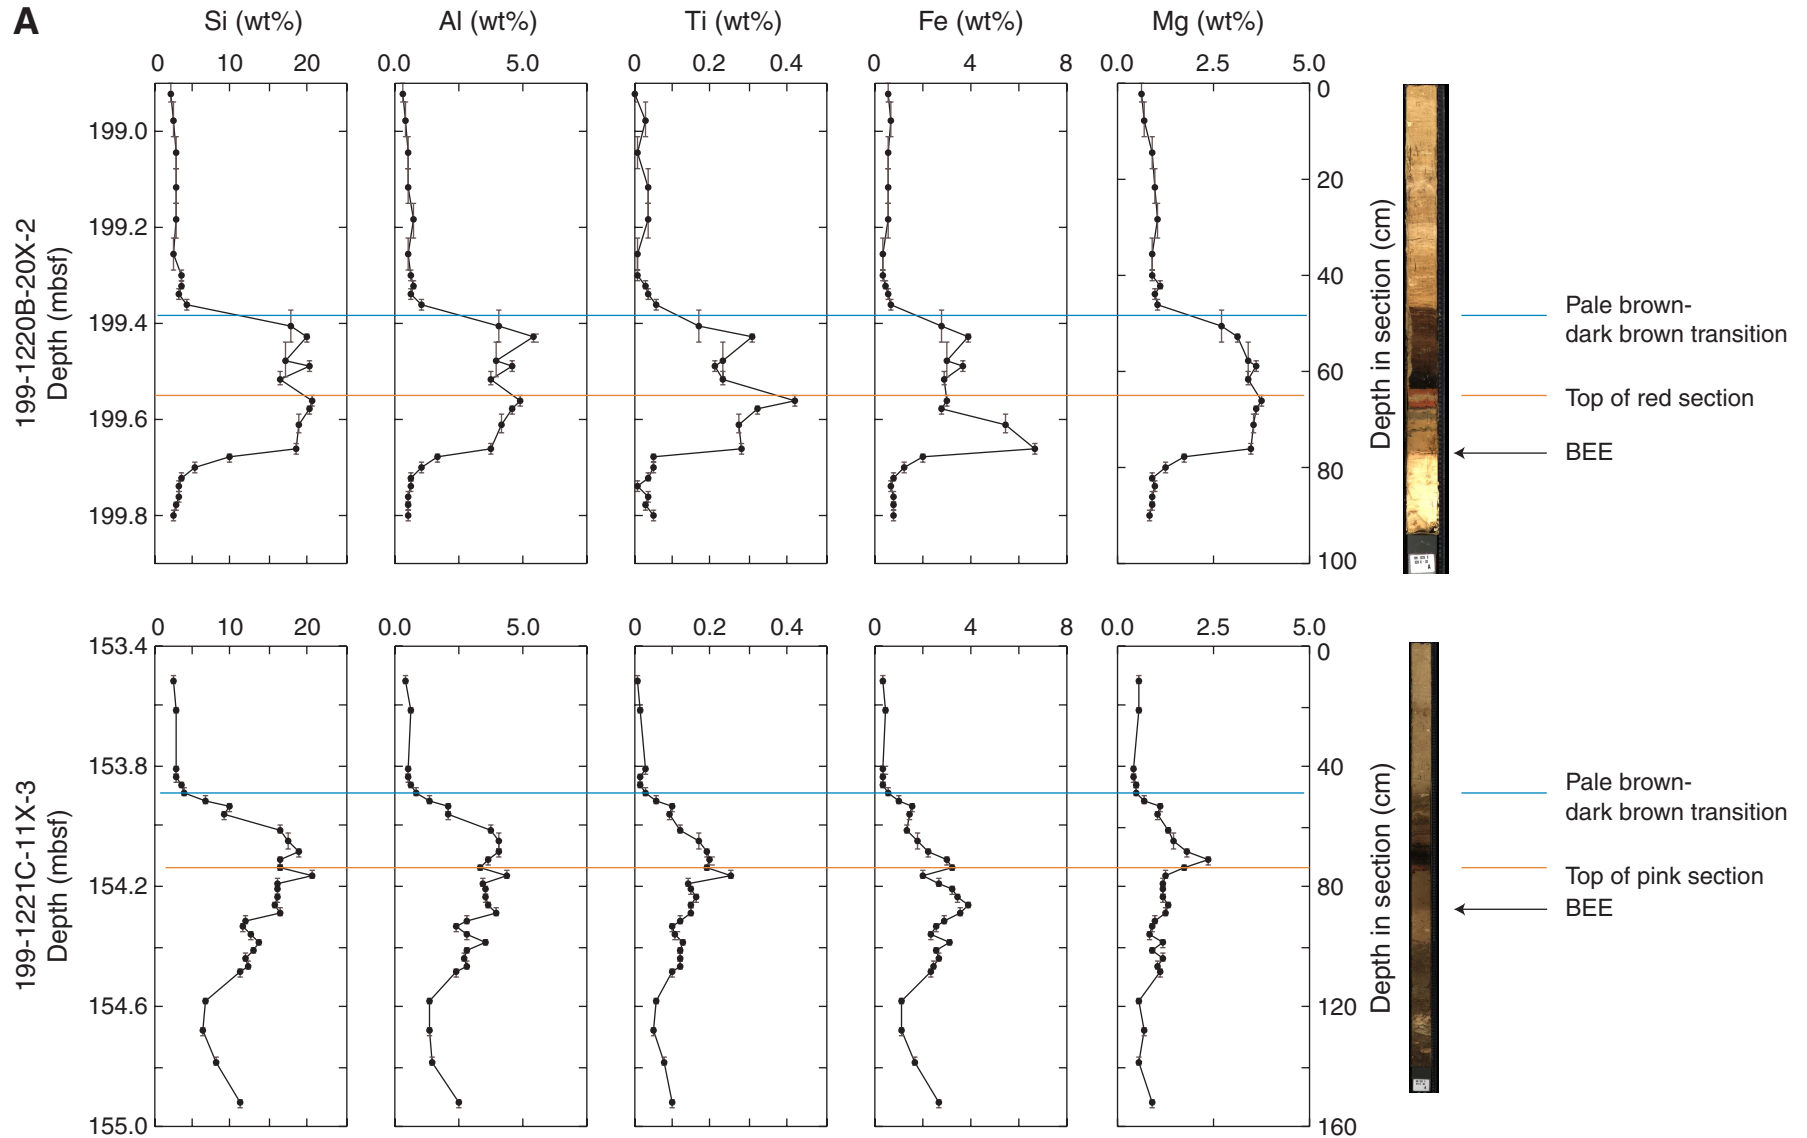 A
Si (wt%) Al (wt%) Ti (wt%) Fe (wt%) Mg (wt%)
0 10 20 0.0 5.0 0 0.2 0.4 0 4 8 0.0 2.5 5.0
199-1220B-20X-2
Depth (mbsf)
199.0
199.2
199.4
199.6
199.8
0
20
40
60
80
100
Depth in section (cm)
Pale brown-
dark brown transition
Top of red section
BEE
0 10 20 0.0 5.0 0 0.2 0.4 0 4 8 0.0 2.5 5.0
199-1221C-11X-3
Depth (mbsf)
153.4
153.8
154.2
154.6
155.0
0
40
80
120
160
Depth in section (cm)
Pale brown-
dark brown transition
Top of pink section
BEE